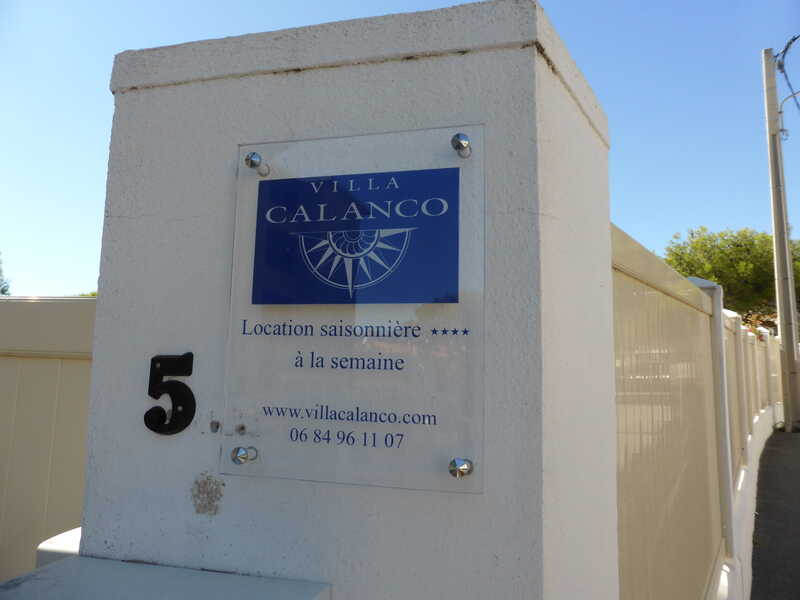 VILLA
CALANCO
Location saisonnière ★★★★
à la semaine
www.villacalanco.com
06 84 96 11 07
5